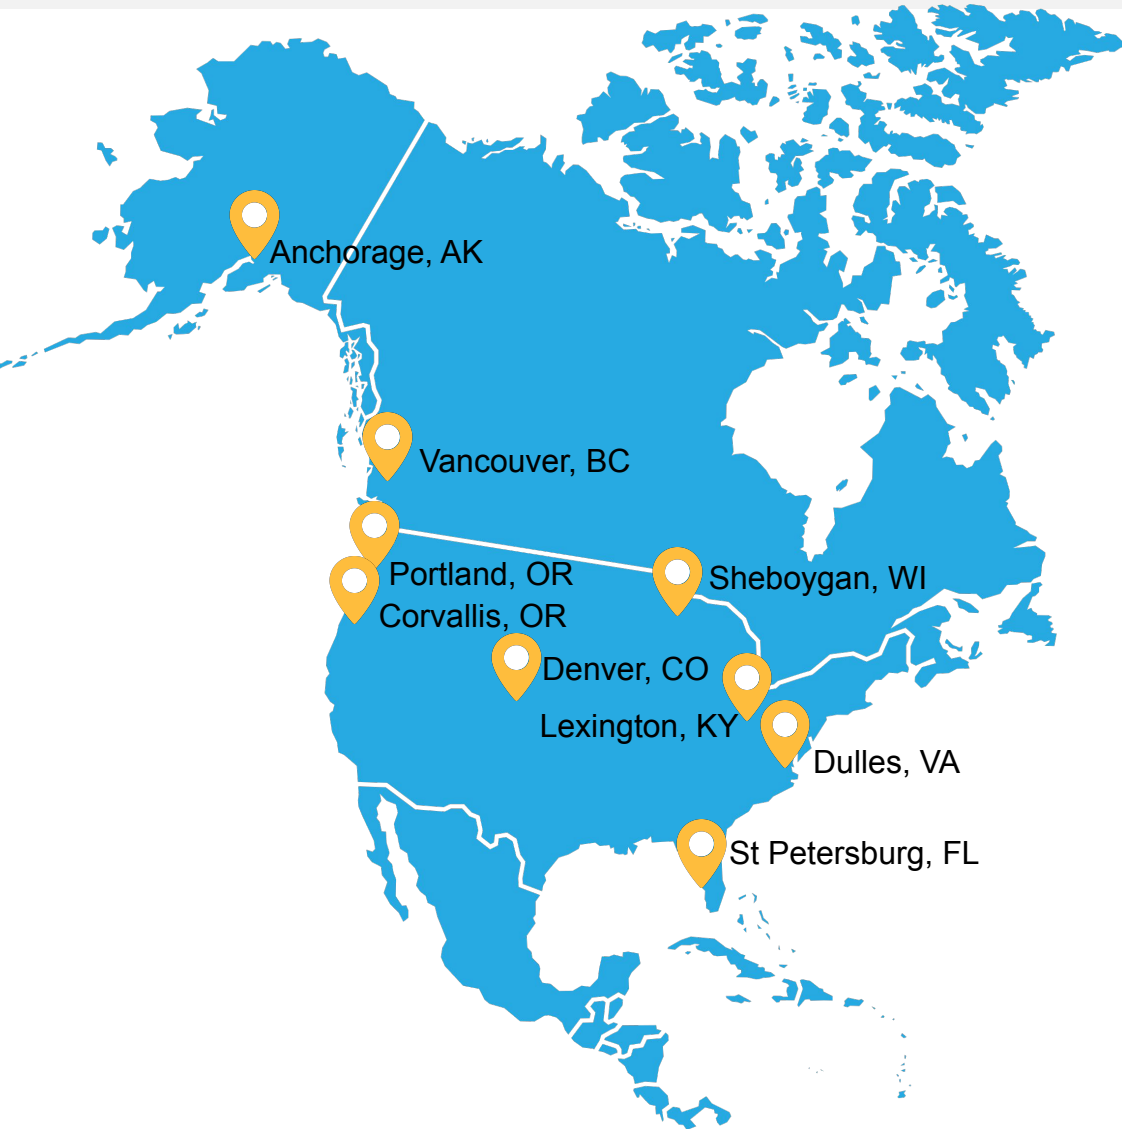 Anchorage, AK
Vancouver, BC
Portland, OR
Sheboygan, WI
Corvallis, OR
Denver, CO
Lexington, KY
Dulles, VA
St Petersburg, FL